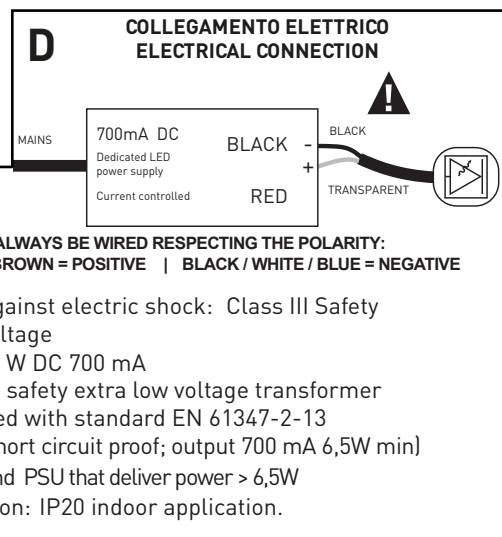 D
COLLEGAMENTO ELETTRICO
ELECTRICAL CONNECTION
MAINS
700mA DC
Dedicated LED
power supply
Current controlled
BLACK -
+
RED
BLACK
TRANSPARENT
ALWAYS BE WIRED RESPECTING THE POLARITY:
BROWN = POSITIVE | BLACK / WHITE / BLUE = NEGATIVE
gainst electric shock: Class III Safety
ltage
W DC 700 mA
safety extra low voltage transformer
ed with standard EN 61347-2-13
hort circuit proof; output 700 mA 6,5W min)
nd PSU that deliver power > 6,5W
on: IP20 indoor application.